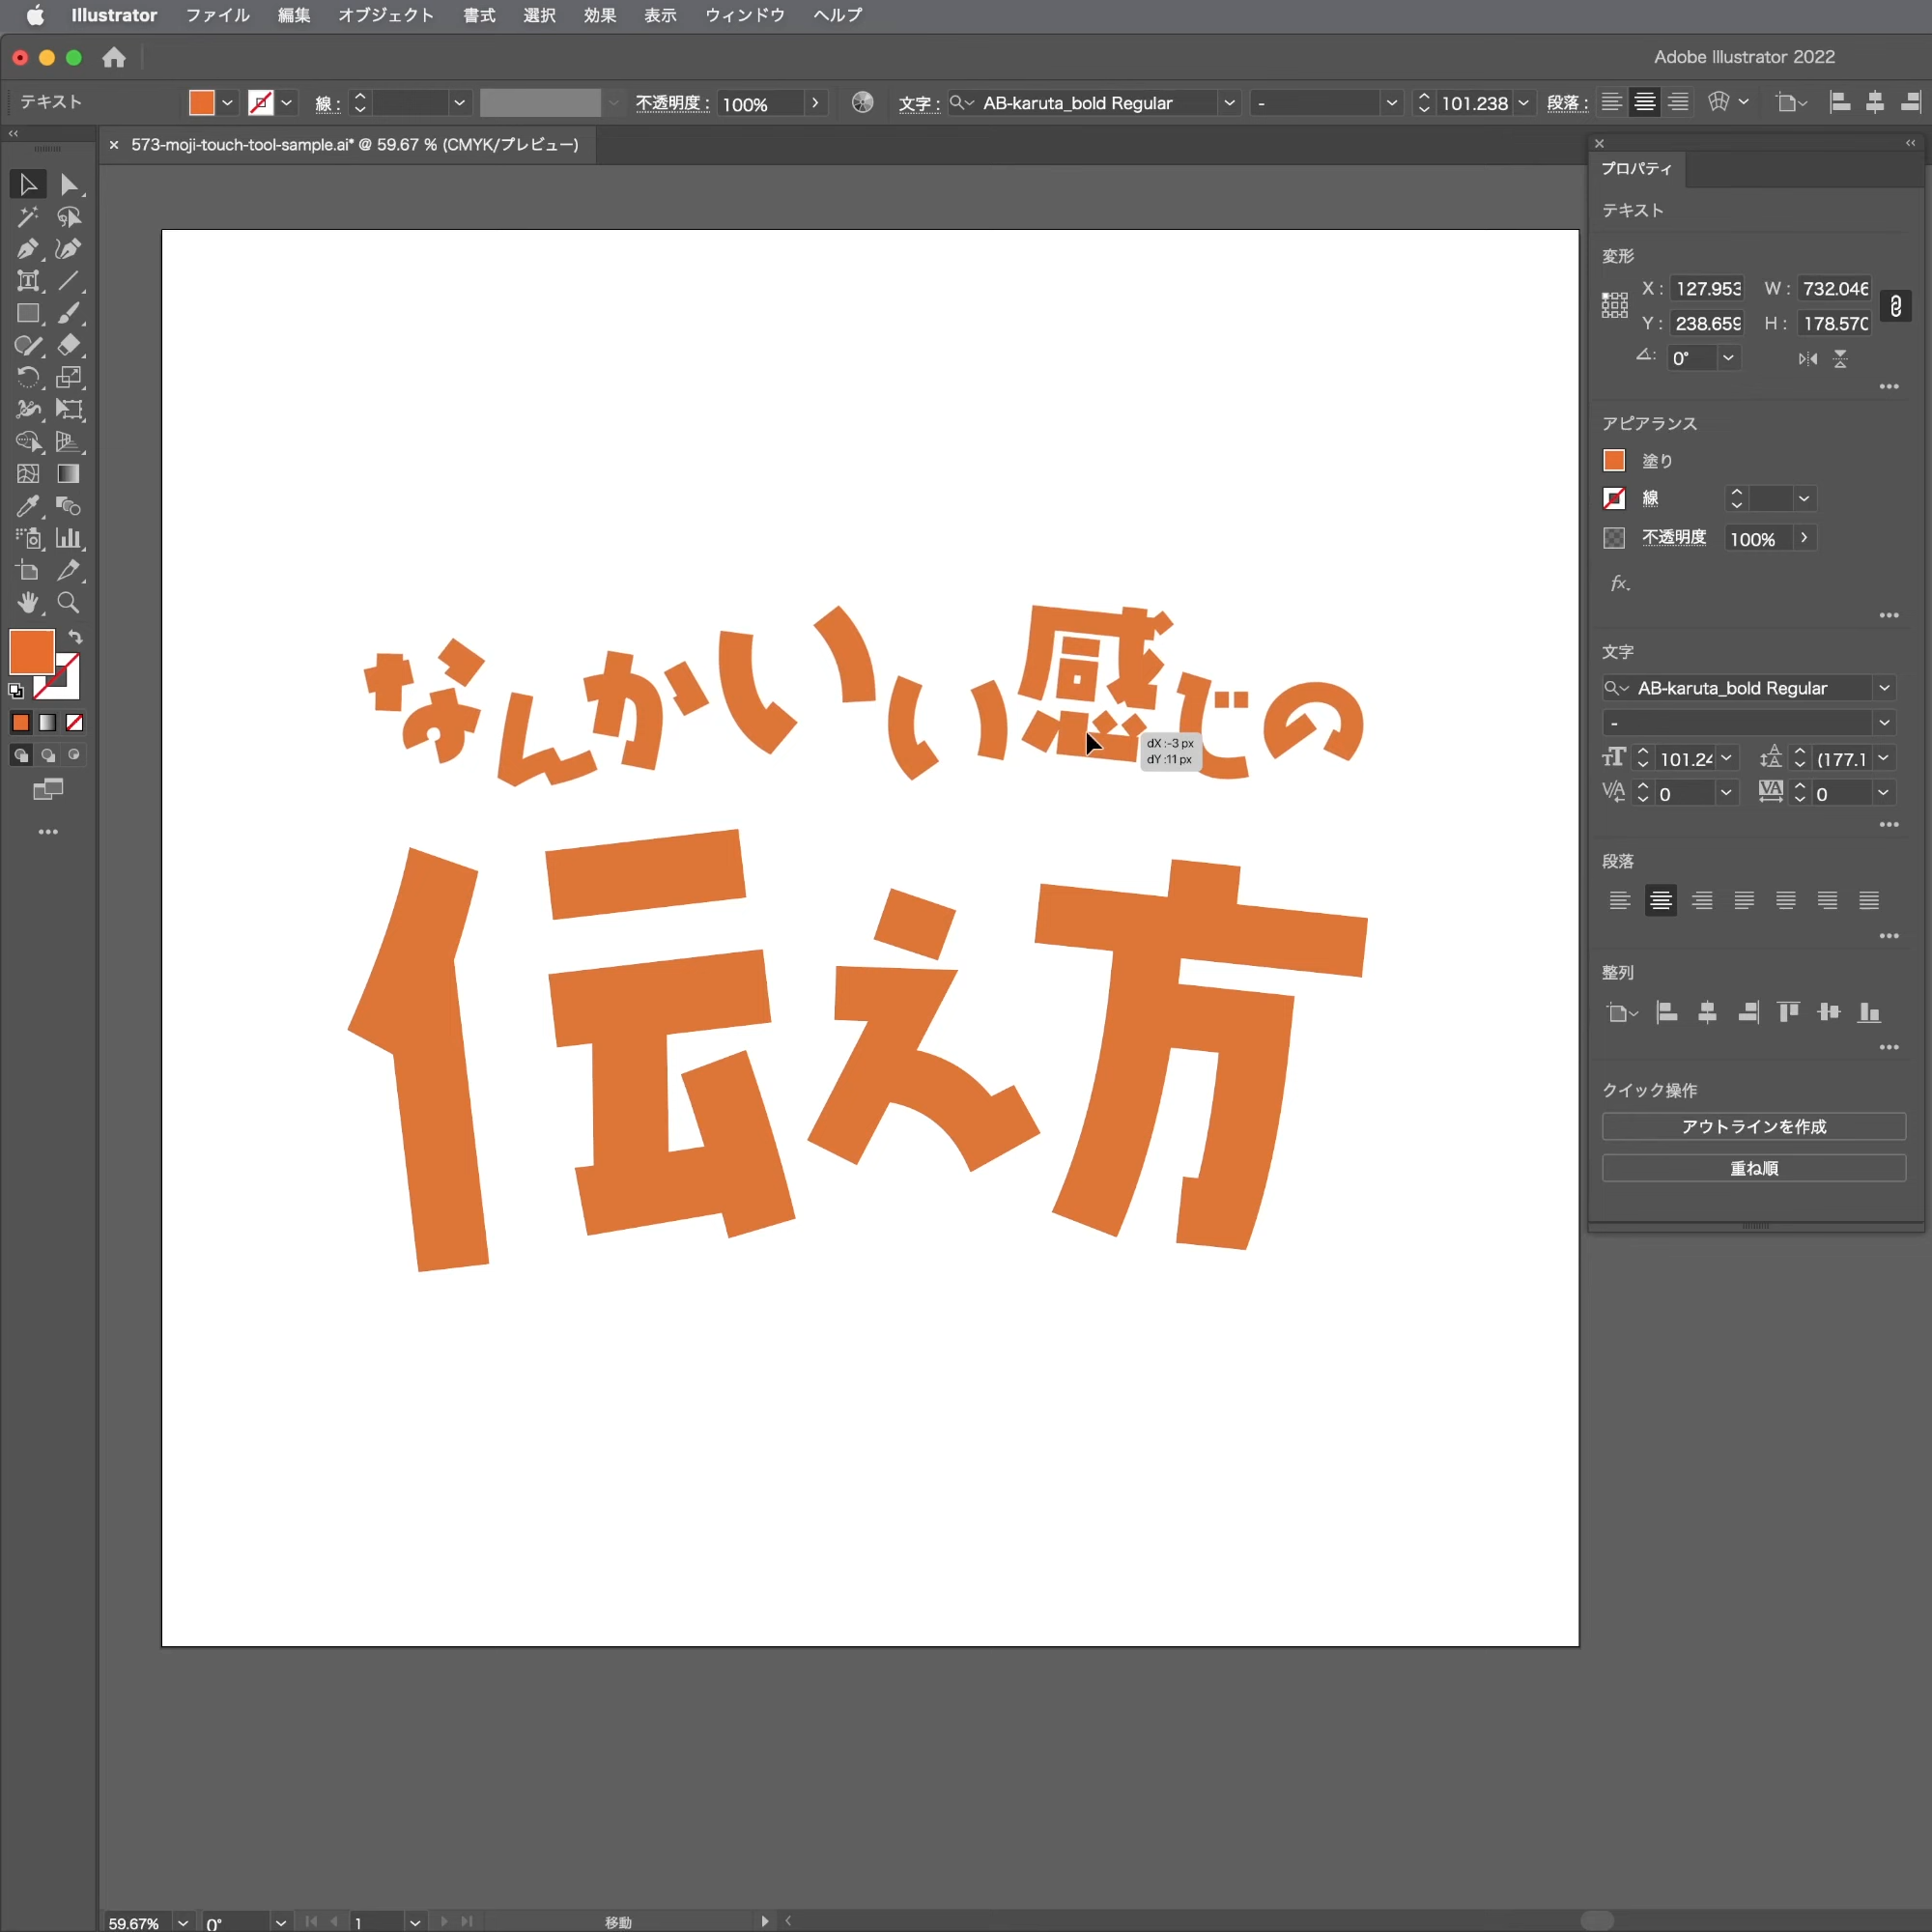 Illustrator ファイル 編集 オブジェクト 書式 選択 効果 表示 ウィンドウ ヘルプ
Adobe Illustrator 2022
テキスト 線: 不透明度: 100% 文字: AB-karuta_bold Regular - 101.238 段落:
573-moji-touch-tool-sample.ai* @ 59.67 % (CMYK/プレビュー)
プロパティ
テキスト
変形
X: 127.953 W: 732.046
Y: 238.659 H: 178.570
0°
アピアランス
塗り
線
不透明度 100%
fx.
文字
AB-karuta_bold Regular
-
101.24 (177.1
0 0
段落
整列
クイック操作
アウトラインを作成
重ね順
なんかいい感じの
dX:-3 px
dY:11 px
伝え方
59.67% 0° 1 移動